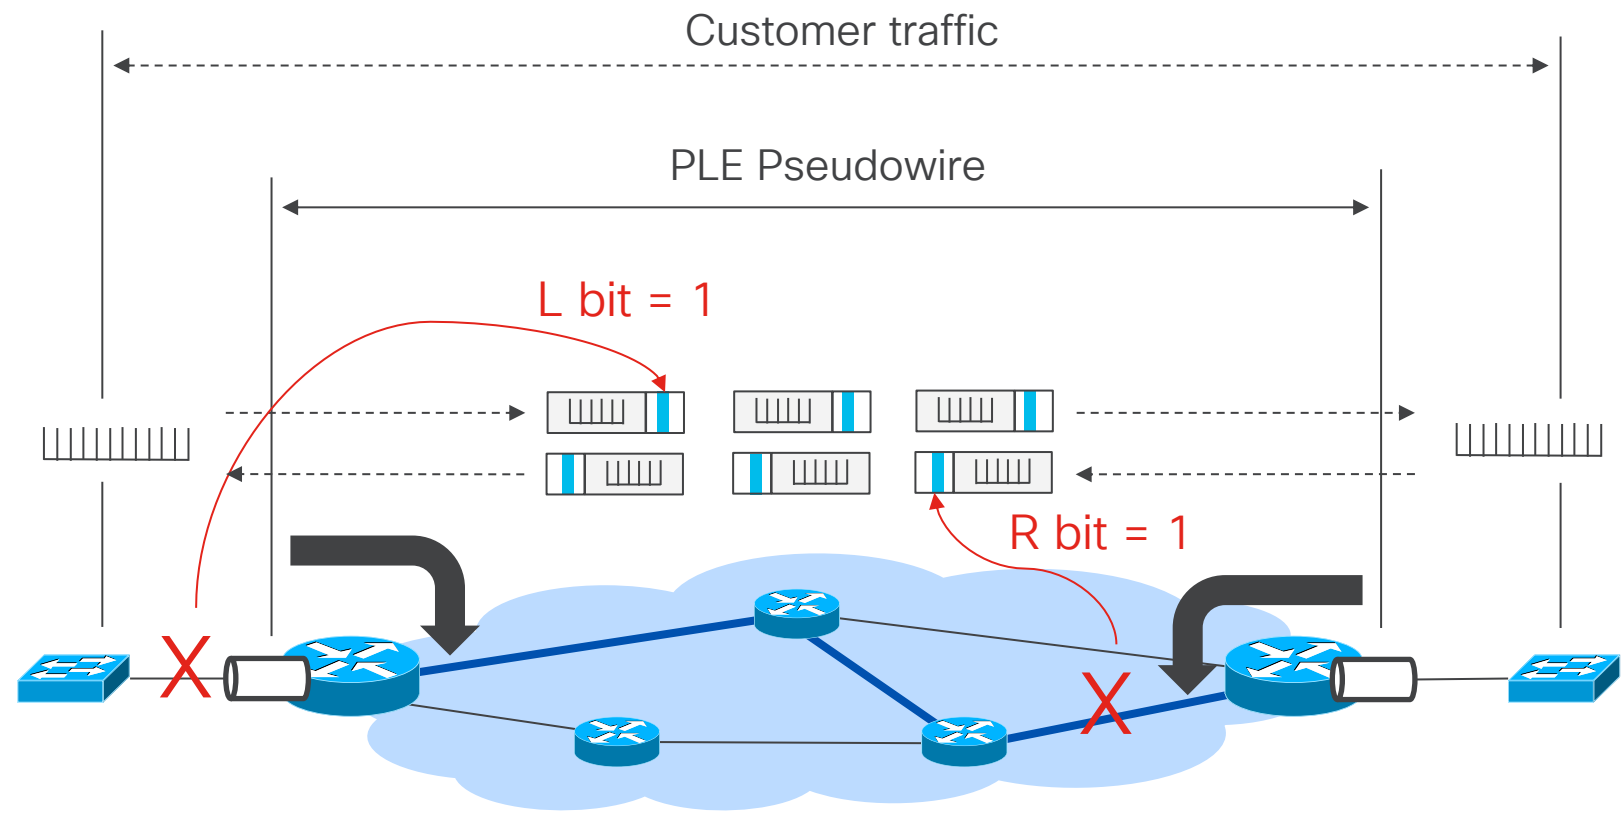 Customer traffic
PLE Pseudowire
L bit = 1
R bit = 1
X
X